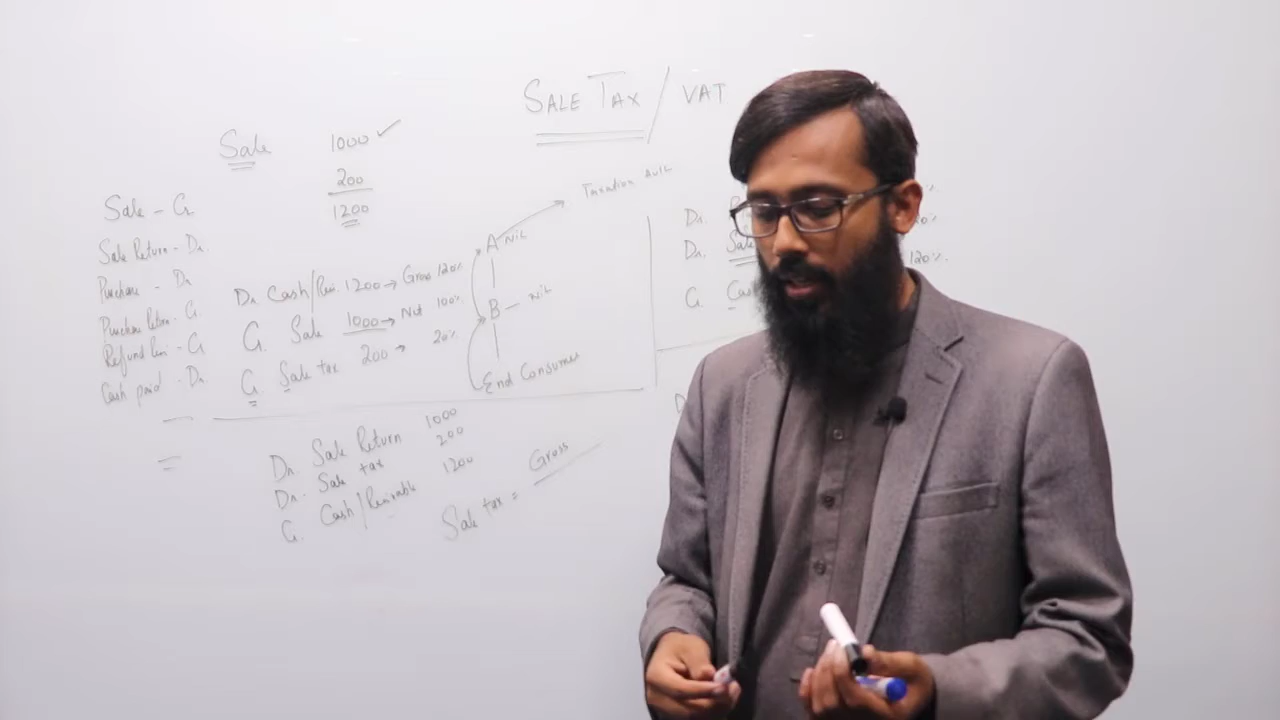 SALE TAX / VAT
Sale 1000 ✓
200
1200
Sale - Cr
Sale Return - Dr
Purchase - Dr
Purchase Return - Cr
Refund - Cr
Cash paid - Dr
Dr Cash/ 1200 → Gross 120%
Cr Sale 1000 → Net 100%
Cr Sale tax 200 → 20%
Taxation
A Nil
B - Nil
End Consumer
Dr. Sale Return 1000
Dr. Sale tax 200
Cr. Cash/Receivable 1200
Sale tax = Gross
Dr.
Dr. Sale
Cr Cash
120%